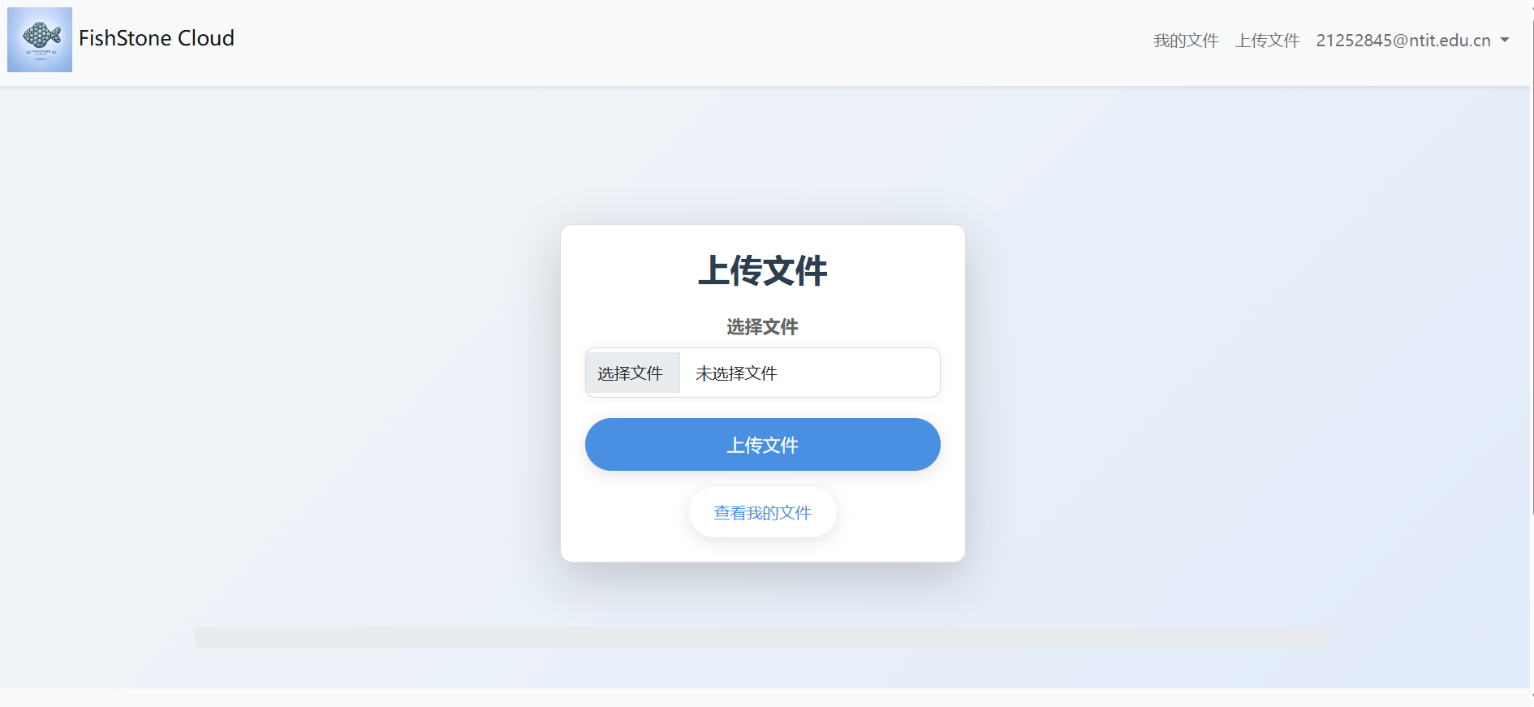 FishStone Cloud
我的文件 上传文件 21252845@ntit.edu.cn
上传文件
选择文件
选择文件 未选择文件
上传文件
查看我的文件